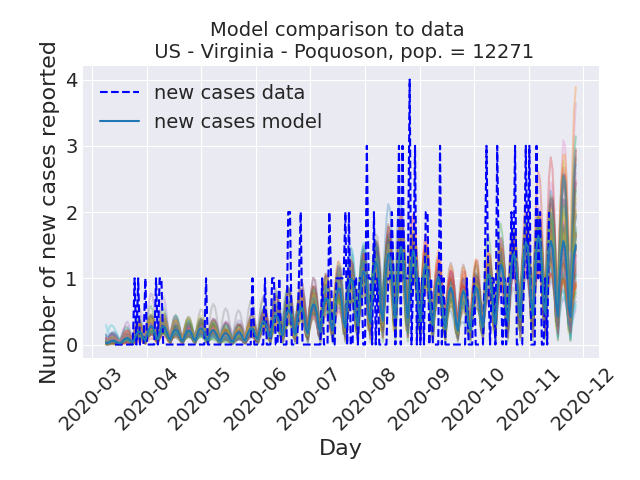 Model comparison to data
US - Virginia - Poquoson, pop. = 12271
Number of new cases reported
4
3
2
1
0
new cases data
new cases model
2020-03
2020-04
2020-05
2020-06
2020-07
2020-08
2020-09
2020-10
2020-11
2020-12
Day